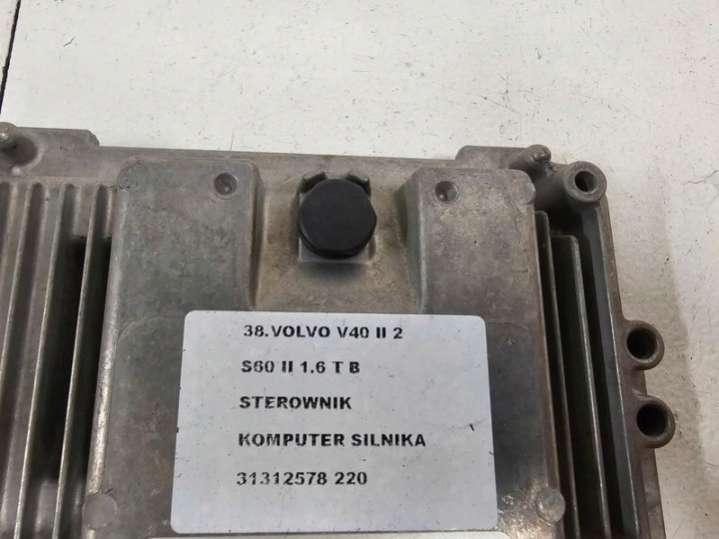 38.VOLVO V40 II 2
S60 II 1.6 T B
STEROWNIK
KOMPUTER SILNIKA
31312578 220